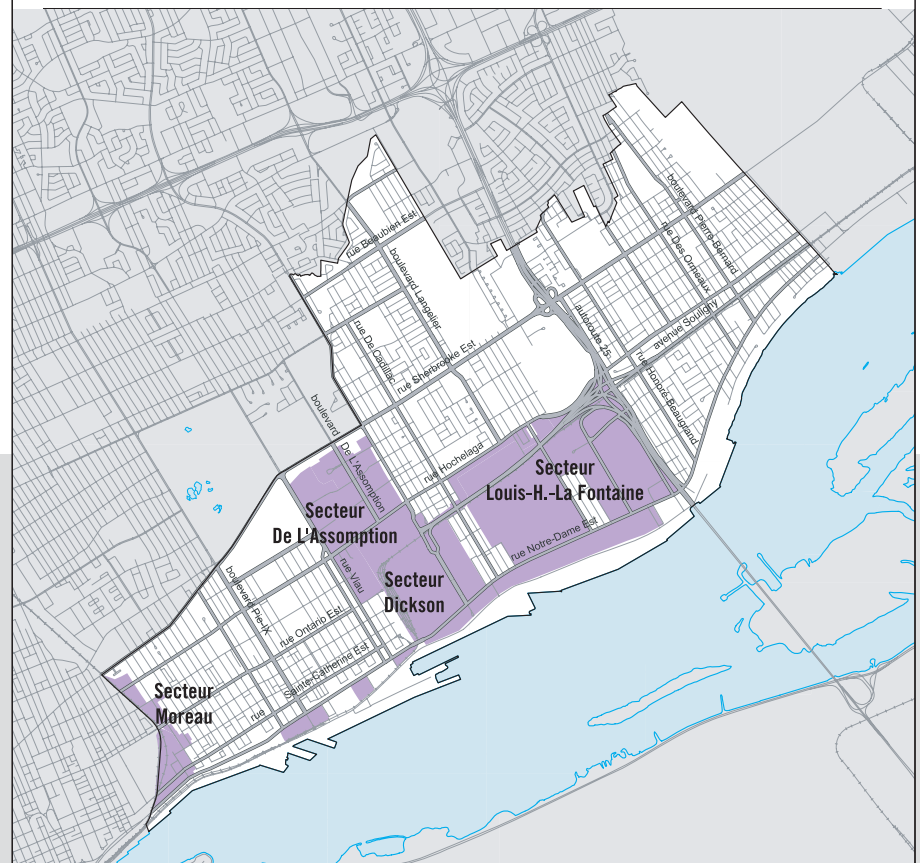 boulevard Pierre-Bernard
rue Beaubien Est
rue Des Ormeaux
boulevard Langelier
autoroute 25
avenue Souligny
rue De Cadillac
rue Sherbrooke Est
rue Honoré-Beaugrand
boulevard
De L'Assomption
rue Hochelaga
Secteur
Louis-H.-La Fontaine
Secteur
De L'Assomption
rue Notre-Dame Est
rue Viau
Secteur
Dickson
boulevard Pie-IX
rue Ontario Est
rue Sainte-Catherine Est
Secteur
Moreau